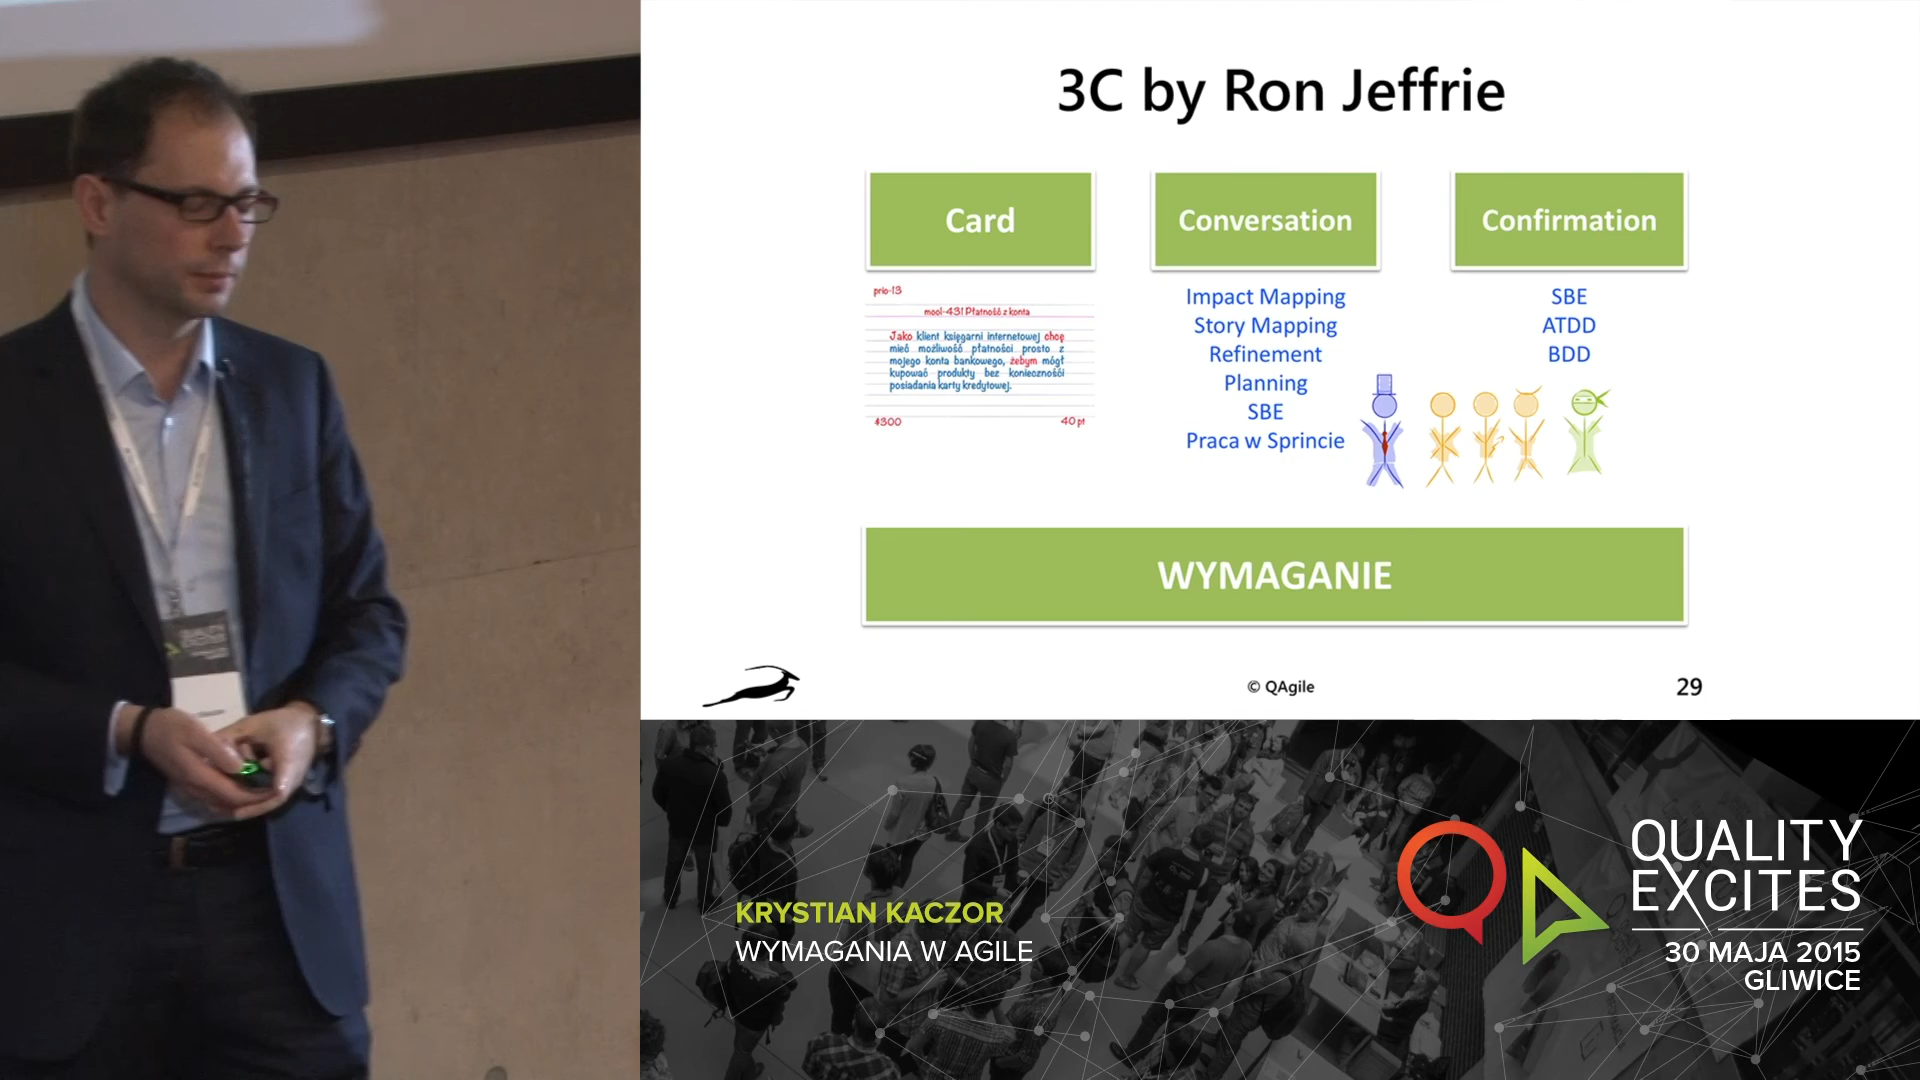 3C by Ron Jeffrie
Card
Conversation
Confirmation
prio-13
mool-431 Płatność z konta
Jako klient księgarni internetowej chcę
mieć możliwość płatności prosto z
mojego konta bankowego, żebym mógł
kupować produkty bez koniecznośći
posiadania karty kredytowej.
#300
40 pt
Impact Mapping
Story Mapping
Refinement
Planning
SBE
Praca w Sprincie
SBE
ATDD
BDD
WYMAGANIE
© QAgile
29
KRYSTIAN KACZOR
WYMAGANIA W AGILE
QUALITY
EXCITES
30 MAJA 2015
GLIWICE